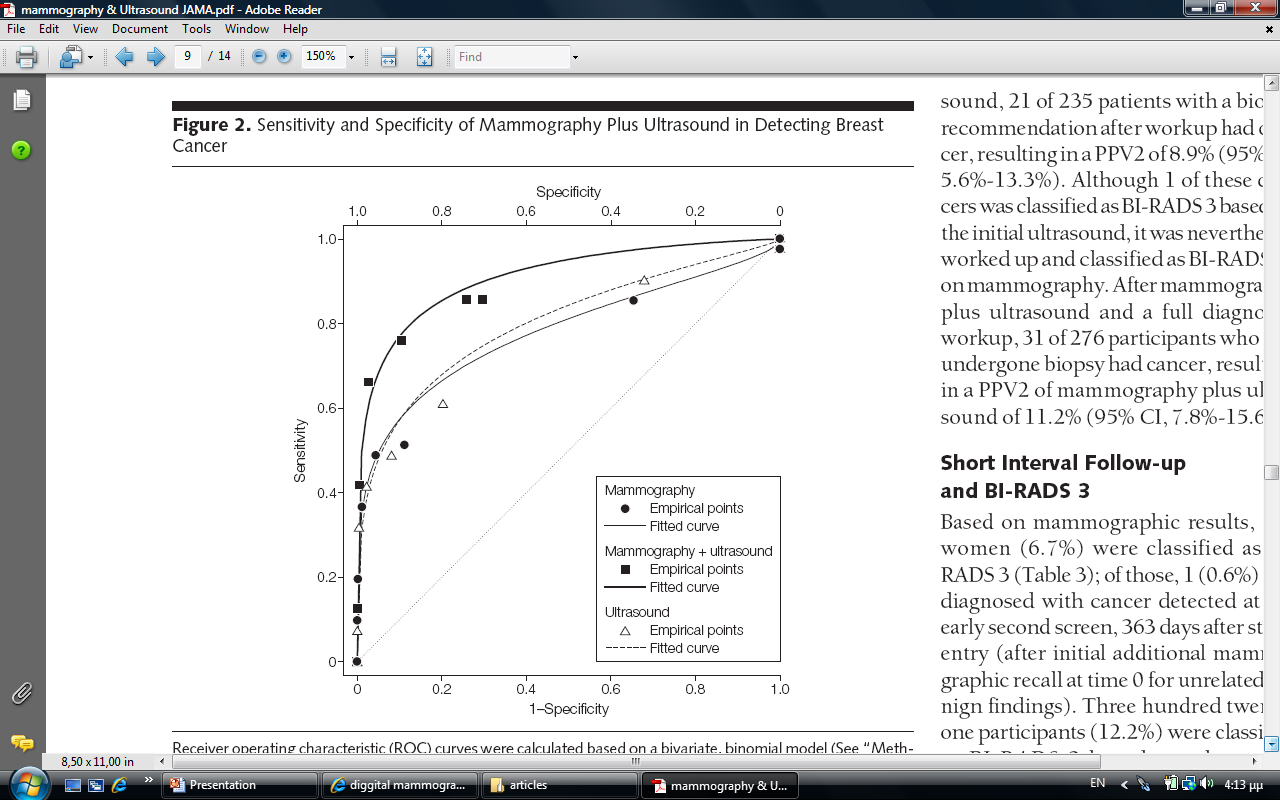 mammography & Ultrasound JAMA.pdf - Adobe Reader
File Edit View Document Tools Window Help
9 / 14 150% Find
Figure 2. Sensitivity and Specificity of Mammography Plus Ultrasound in Detecting Breast
Cancer
Specificity
1.0 0.8 0.6 0.4 0.2 0
1.0
0.8
0.6
0.4
0.2
0
Sensitivity
Mammography
Empirical points
Fitted curve
Mammography + ultrasound
Empirical points
Fitted curve
Ultrasound
Empirical points
Fitted curve
0 0.2 0.4 0.6 0.8 1.0
1–Specificity
Receiver operating characteristic (ROC) curves were calculated based on a bivariate, binomial model (See “Meth-
sound, 21 of 235 patients with a bio
recommendation after workup had
cer, resulting in a PPV2 of 8.9% (95%
5.6%-13.3%). Although 1 of these
cers was classified as BI-RADS 3 based
the initial ultrasound, it was neverthe
worked up and classified as BI-RADS
on mammography. After mammogra
plus ultrasound and a full diagno
workup, 31 of 276 participants who
undergone biopsy had cancer, resul
in a PPV2 of mammography plus ul
sound of 11.2% (95% CI, 7.8%-15.6
Short Interval Follow-up
and BI-RADS 3
Based on mammographic results,
women (6.7%) were classified as
RADS 3 (Table 3); of those, 1 (0.6%)
diagnosed with cancer detected at
early second screen, 363 days after st
entry (after initial additional mam
graphic recall at time 0 for unrelated
nign findings). Three hundred twen
one participants (12.2%) were classi
8,50 x 11,00 in
Presentation diggital mammogra... articles mammography & U... EN 4:13 μμ